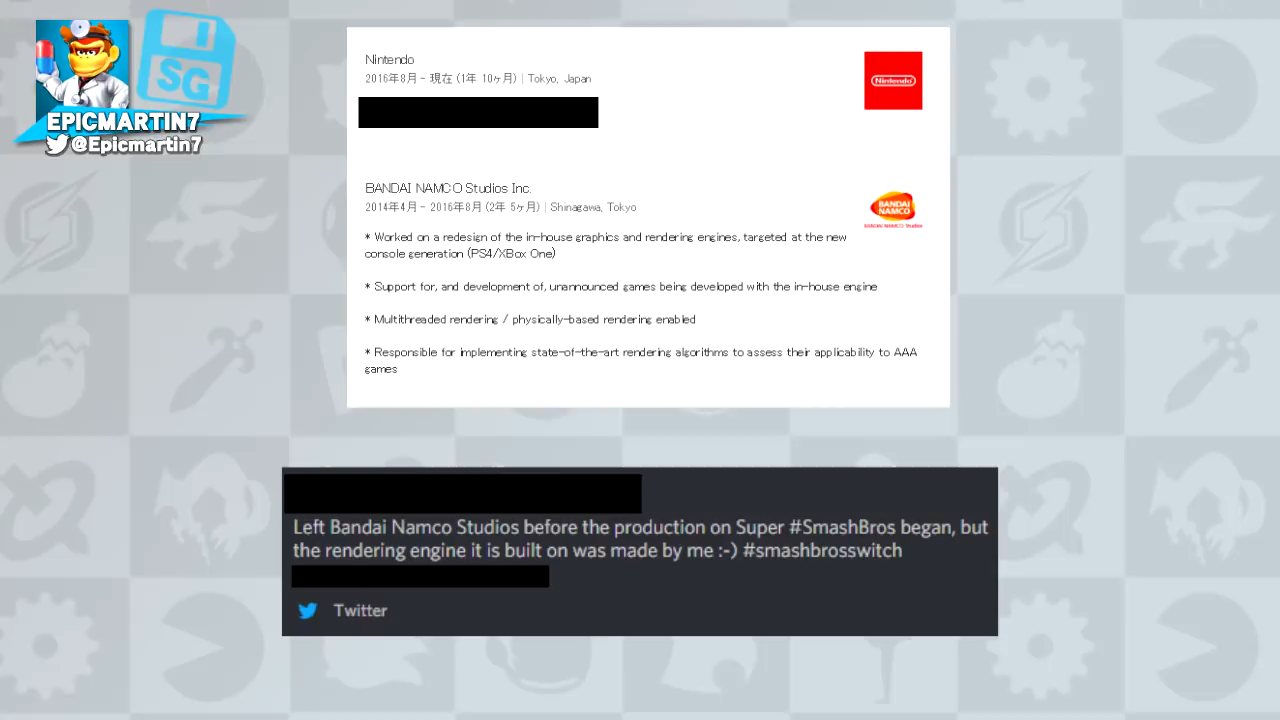 SG
EPICMARTIN7
@Epicmartin7
Nintendo
2016年8月 – 現在 (1年 10ヶ月) | Tokyo, Japan
Nintendo
BANDAI NAMCO Studios Inc.
2014年4月 – 2016年8月 (2年 5ヶ月) | Shinagawa, Tokyo
BANDAI
NAMCO
BANDAI NAMCO Studios
* Worked on a redesign of the in-house graphics and rendering engines, targeted at the new
console generation (PS4/XBox One)
* Support for, and development of, unannounced games being developed with the in-house engine
* Multithreaded rendering / physically-based rendering enabled
* Responsible for implementing state-of-the-art rendering algorithms to assess their applicability to AAA
games
Left Bandai Namco Studios before the production on Super #SmashBros began, but
the rendering engine it is built on was made by me :-) #smashbrosswitch
Twitter